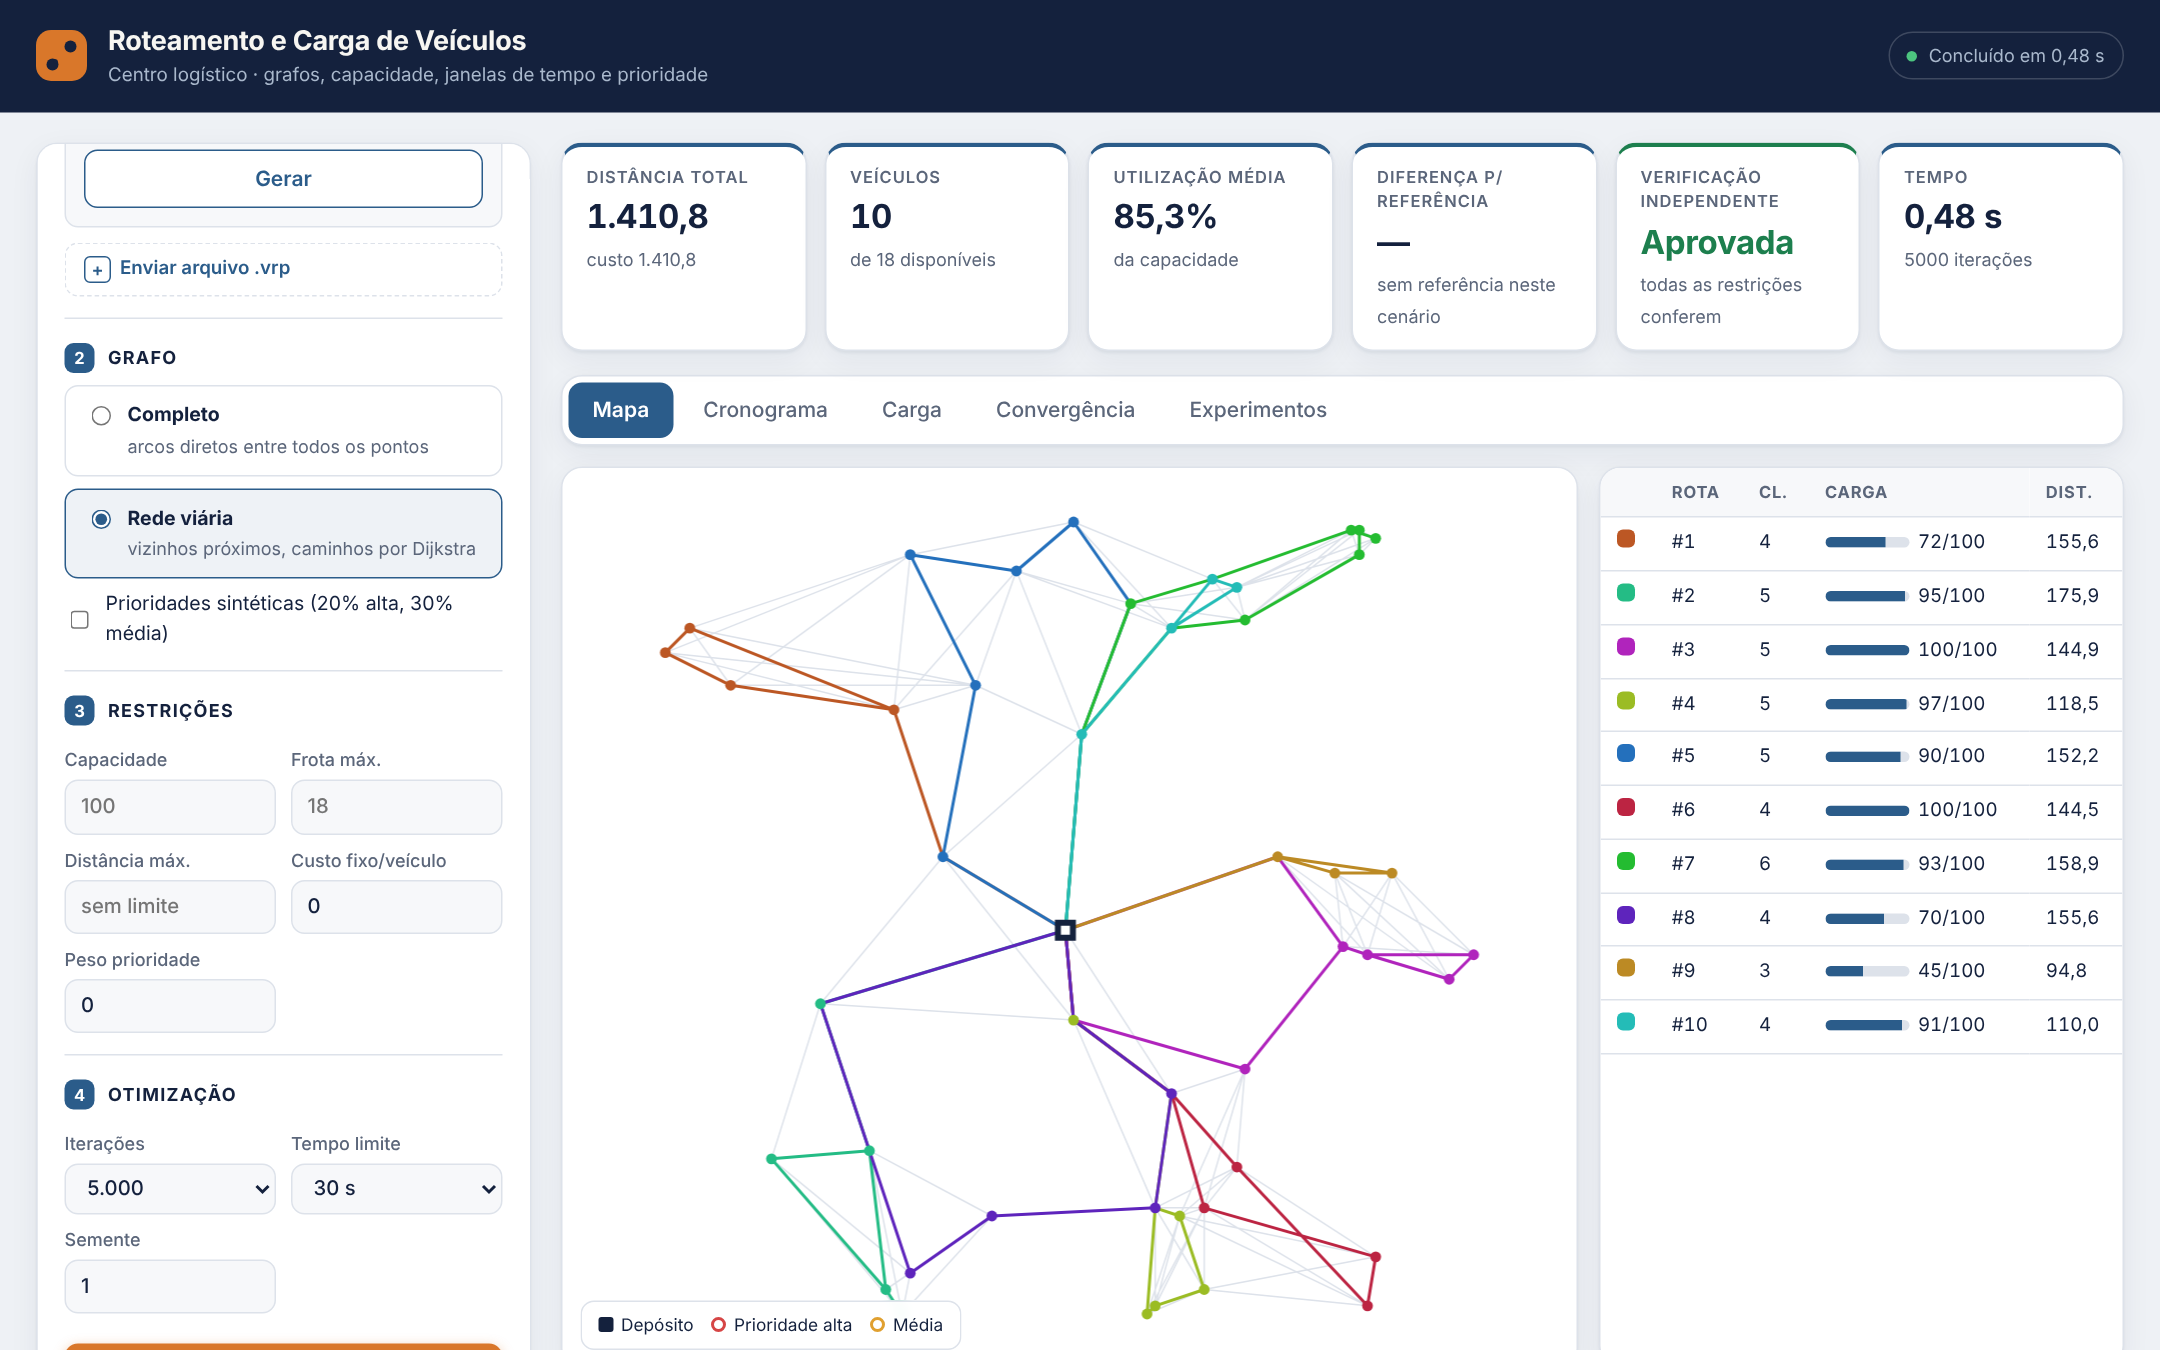 Roteamento e Carga de Veículos
Centro logístico · grafos, capacidade, janelas de tempo e prioridade
Concluído em 0,48 s
Gerar
+ Enviar arquivo .vrp
2 GRAFO
Completo
arcos diretos entre todos os pontos
Rede viária
vizinhos próximos, caminhos por Dijkstra
Prioridades sintéticas (20% alta, 30%
média)
3 RESTRIÇÕES
Capacidade Frota máx.
100 18
Distância máx. Custo fixo/veículo
sem limite 0
Peso prioridade
0
4 OTIMIZAÇÃO
Iterações Tempo limite
5.000 30 s
Semente
1
DISTÂNCIA TOTAL
1.410,8
custo 1.410,8
VEÍCULOS
10
de 18 disponíveis
UTILIZAÇÃO MÉDIA
85,3%
da capacidade
DIFERENÇA P/
REFERÊNCIA
—
sem referência neste
cenário
VERIFICAÇÃO
INDEPENDENTE
Aprovada
todas as restrições
conferem
TEMPO
0,48 s
5000 iterações
Mapa Cronograma Carga Convergência Experimentos
Depósito Prioridade alta Média
ROTA CL. CARGA DIST.
#1 4 72/100 155,6
#2 5 95/100 175,9
#3 5 100/100 144,9
#4 5 97/100 118,5
#5 5 90/100 152,2
#6 4 100/100 144,5
#7 6 93/100 158,9
#8 4 70/100 155,6
#9 3 45/100 94,8
#10 4 91/100 110,0